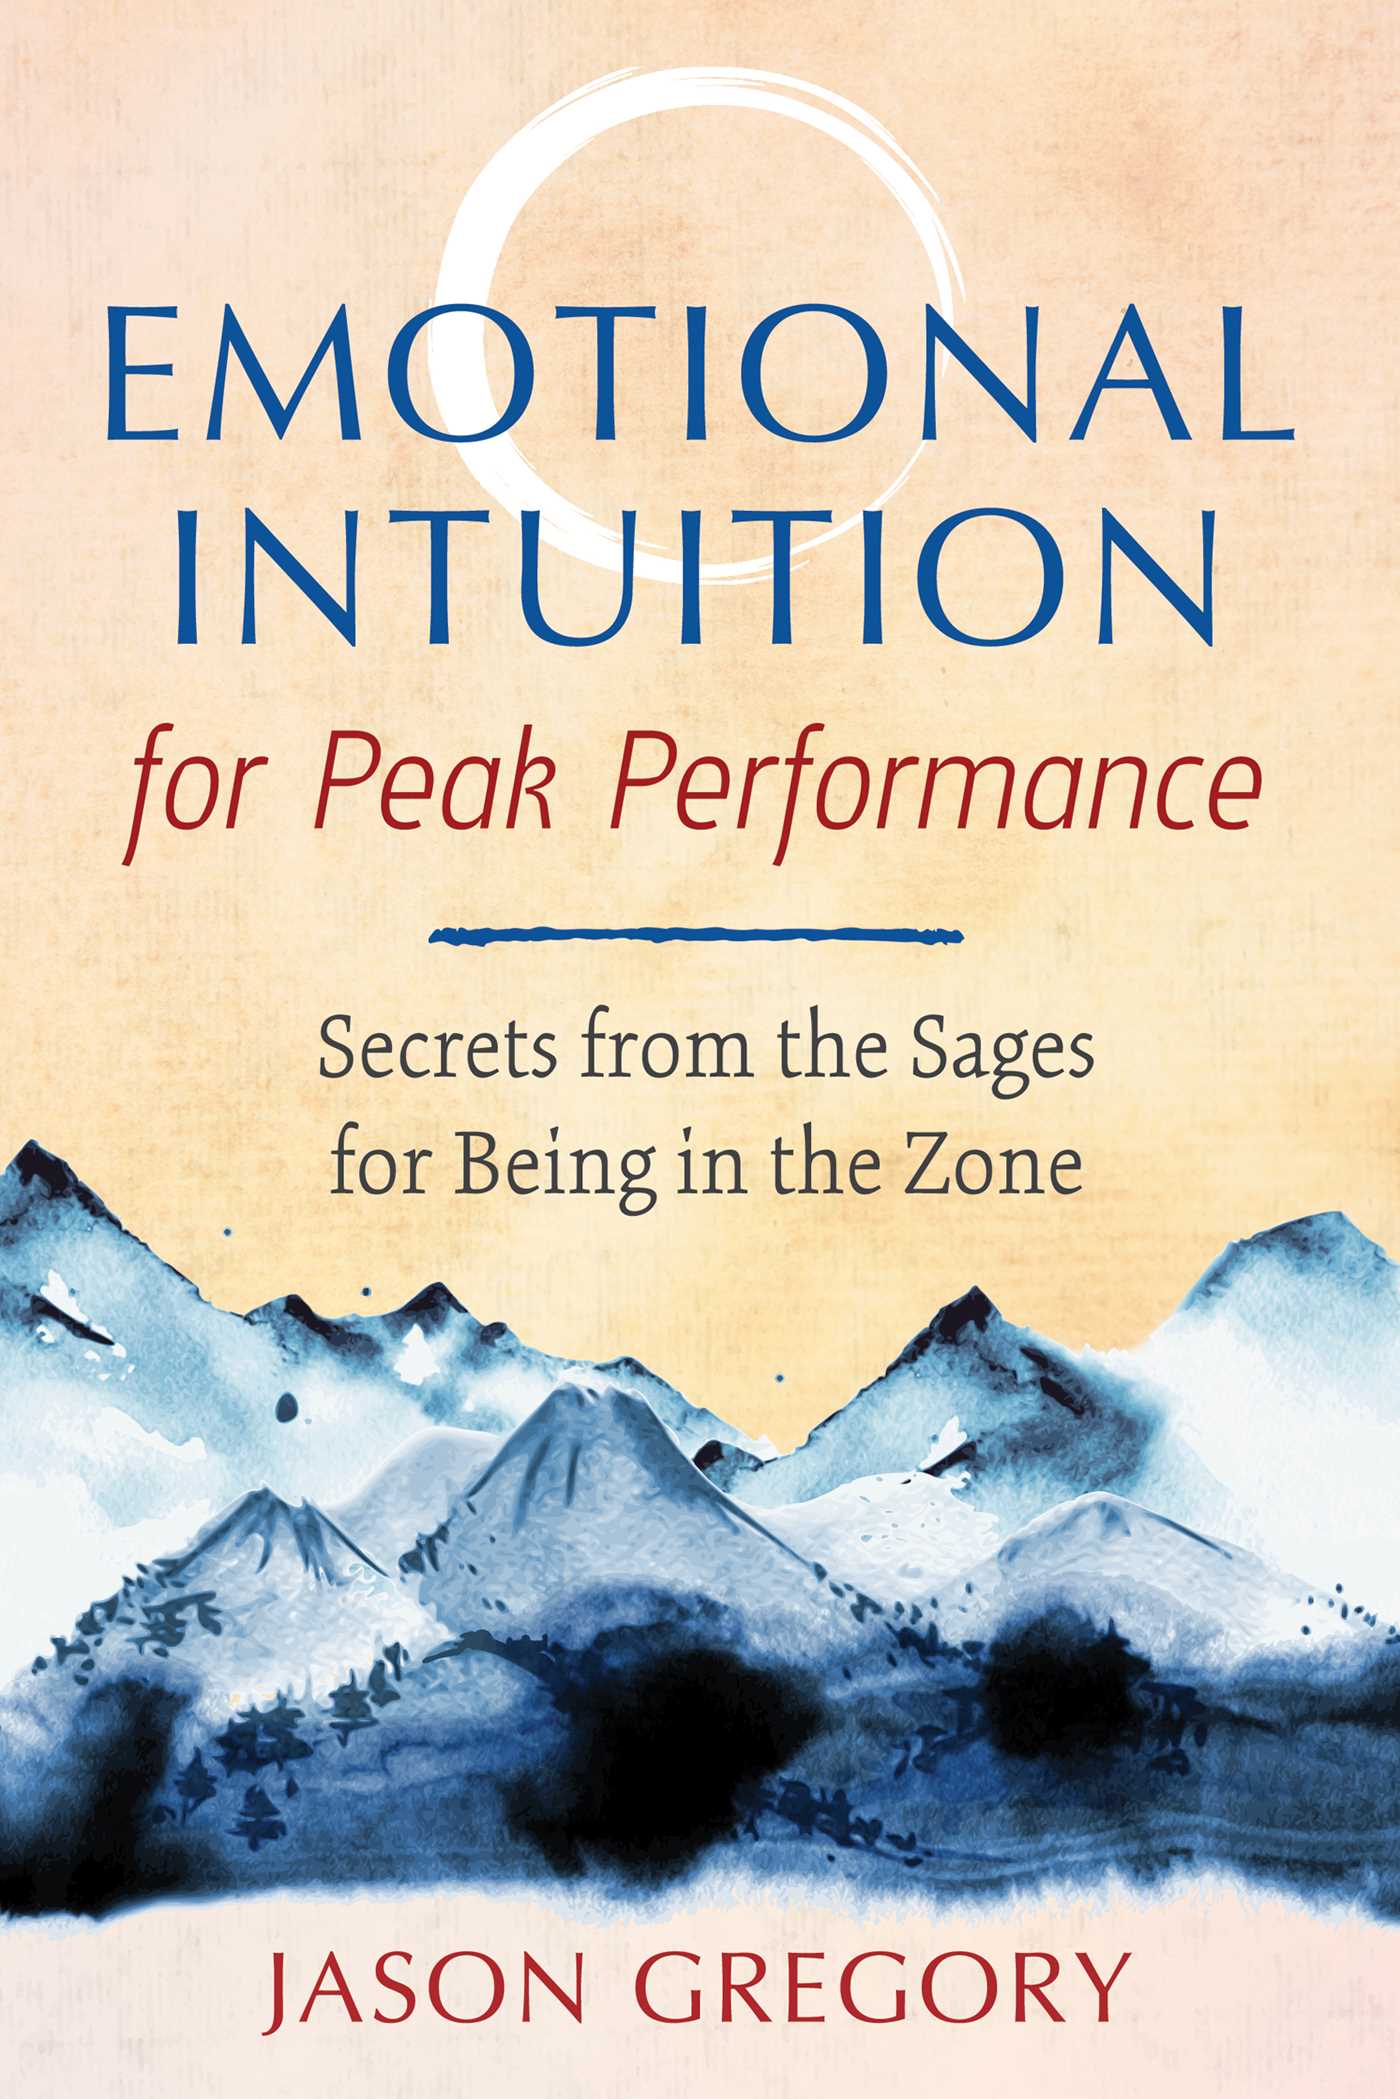 EMOTIONAL
INTUITION
for Peak Performance
Secrets from the Sages
for Being in the Zone
JASON GREGORY